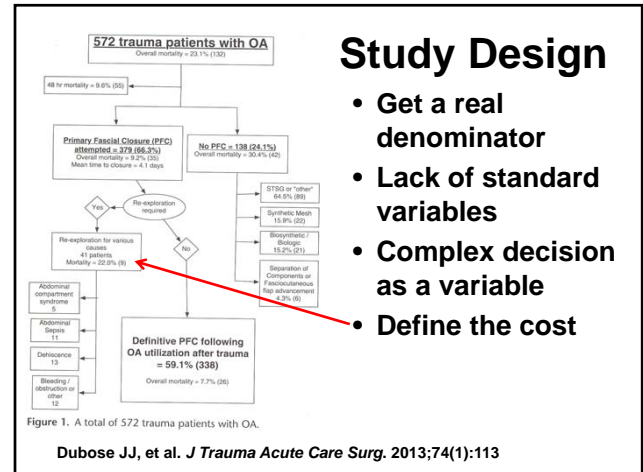 572 trauma patients with OA
Overall mortality = 23.1% (132)
48 hr mortality = 9.6% (55)
Primary Fascial Closure (PFC)
attempted = 379 (66.3%)
Overall mortality = 9.2% (35)
Mean time to closure = 4.1 days
No PFC = 138 (24.1%)
Overall mortality = 30.4% (42)
Yes
Re-exploration
required
No
Re-exploration for various
causes
41 patients
Mortality = 22.0% (9)
Abdominal
compartment
syndrome
5
Abdominal
Sepsis
11
Dehiscence
13
Bleeding /
obstruction or
other
12
STSG or "other"
64.5% (89)
Synthetic Mesh
15.9% (22)
Biosynthetic /
Biologic
15.2% (21)
Separation of
Components or
Fasciocutaneous
flap advancement
4.3% (6)
Definitive PFC following
OA utilization after trauma
= 59.1% (338)
Overall mortality = 7.7% (26)
Figure 1. A total of 572 trauma patients with OA.
Study Design
• Get a real
denominator
• Lack of standard
variables
• Complex decision
as a variable
• Define the cost
Dubose JJ, et al. J Trauma Acute Care Surg. 2013;74(1):113